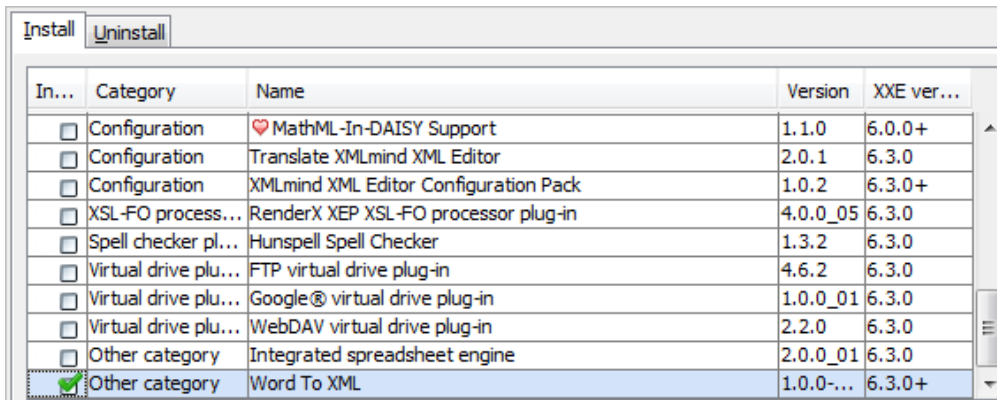 Install Uninstall
In... Category Name Version XXE ver...
Configuration MathML-In-DAISY Support 1.1.0 6.0.0+
Configuration Translate XMLmind XML Editor 2.0.1 6.3.0
Configuration XMLmind XML Editor Configuration Pack 1.0.2 6.3.0+
XSL-FO process... RenderX XEP XSL-FO processor plug-in 4.0.0_05 6.3.0
Spell checker pl... Hunspell Spell Checker 1.3.2 6.3.0
Virtual drive plu... FTP virtual drive plug-in 4.6.2 6.3.0
Virtual drive plu... Google® virtual drive plug-in 1.0.0_01 6.3.0
Virtual drive plu... WebDAV virtual drive plug-in 2.2.0 6.3.0
Other category Integrated spreadsheet engine 2.0.0_01 6.3.0
Other category Word To XML 1.0.0-... 6.3.0+